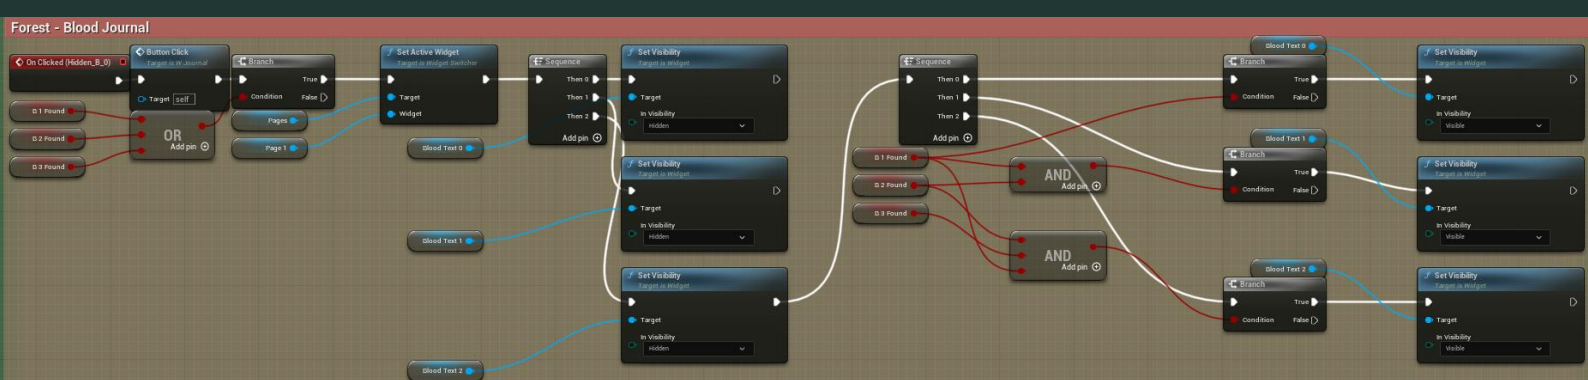 Forest - Blood Journal
On Clicked (Hidden_B_0)
Button Click
Target is W Journal
Target self
B 1 Found
B 2 Found
B 3 Found
OR
Add pin
Branch
True
Condition
False
Pages
Page 1
Set Active Widget
Target is Widget Switcher
Target
Widget
Blood Text 0
Blood Text 1
Blood Text 2
Sequence
Then 0
Then 1
Then 2
Add pin
Set Visibility
Target is Widget
Target
In Visibility
Hidden
Set Visibility
Target is Widget
Target
In Visibility
Hidden
Set Visibility
Target is Widget
Target
In Visibility
Hidden
Sequence
Then 0
Then 1
Then 2
Add pin
B 1 Found
B 2 Found
B 3 Found
AND
Add pin
AND
Add pin
Blood Text 0
Branch
True
Condition
False
Blood Text 1
Branch
True
Condition
False
Blood Text 2
Branch
True
Condition
False
Set Visibility
Target is Widget
Target
In Visibility
Visible
Set Visibility
Target is Widget
Target
In Visibility
Visible
Set Visibility
Target is Widget
Target
In Visibility
Visible